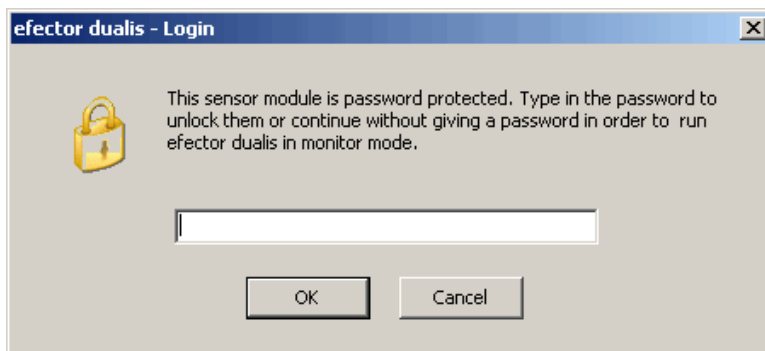 efector dualis - Login
This sensor module is password protected. Type in the password to
unlock them or continue without giving a password in order to run
efector dualis in monitor mode.
OK
Cancel